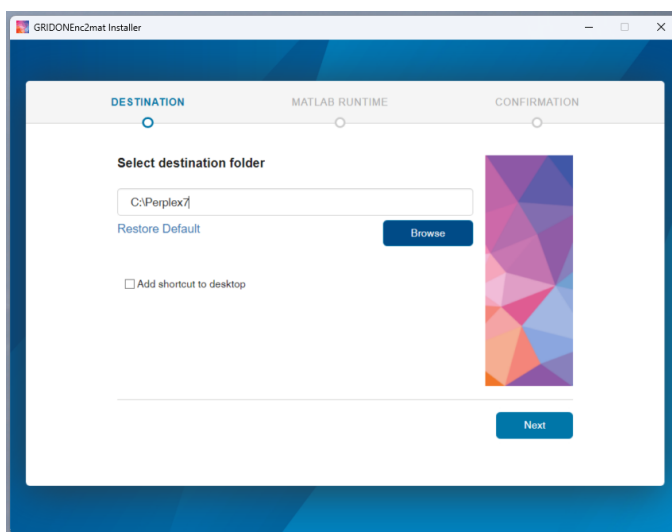 GRIDONEnc2mat Installer
DESTINATION
MATLAB RUNTIME
CONFIRMATION
Select destination folder
C:\Perplex7
Restore Default
Browse
Add shortcut to desktop
Next